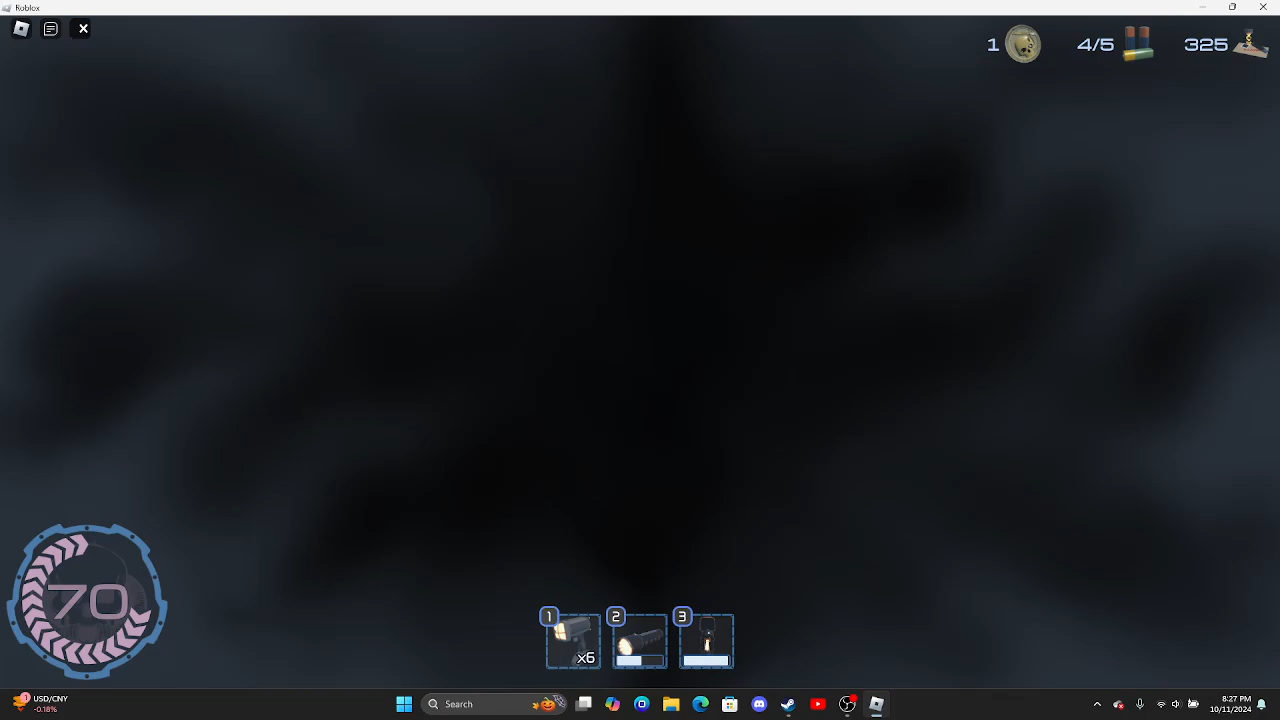 Roblox
1
4/5
325
70
1
2
3
x6
USD/CNY
-0.18%
Search
8:27 PM
10/11/2024